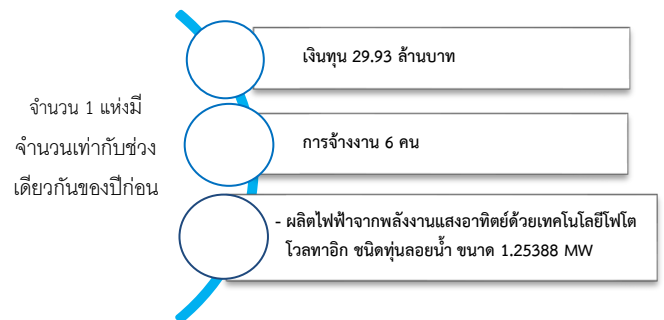 จำนวน 1 แห่งมี
จำนวนเท่ากับช่วง
เดียวกันของปีก่อน
เงินทุน 29.93 ล้านบาท
การจ้างงาน 6 คน
- ผลิตไฟฟ้าจากพลังงานแสงอาทิตย์ด้วยเทคโนโลยีโฟโต
โวลทาอิก ชนิดทุ่นลอยน้ำ ขนาด 1.25388 MW